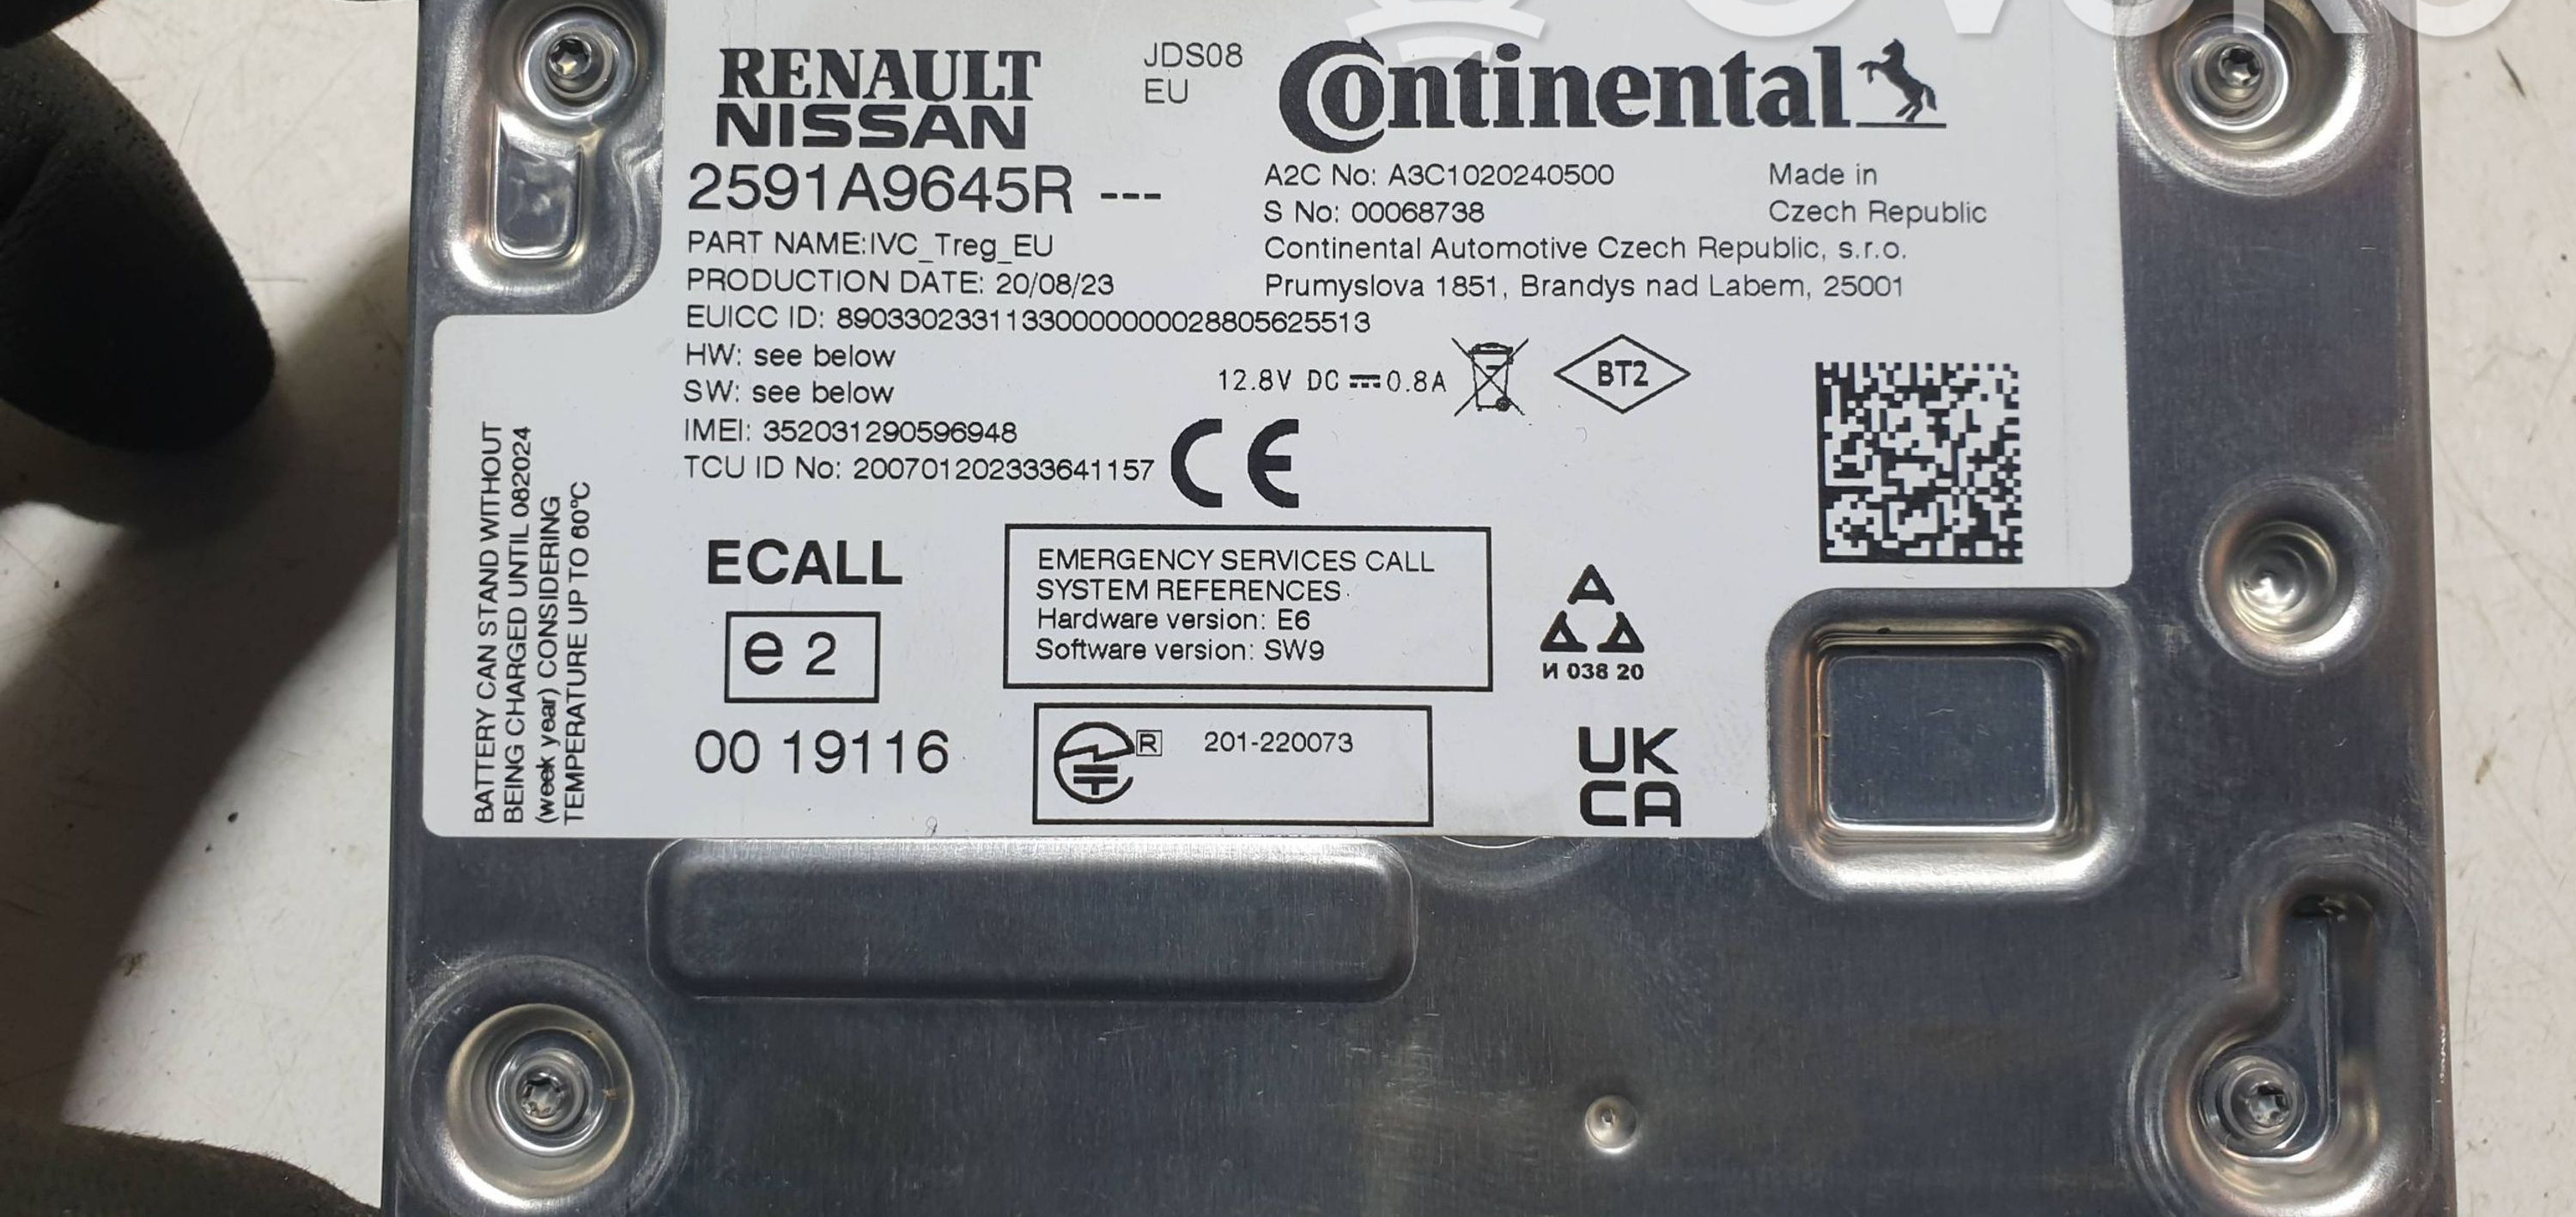 RENAULT
NISSAN
JDS08
EU
Continental
2591A9645R ---
PART NAME:IVC_Treg_EU
PRODUCTION DATE: 20/08/23
EUICC ID: 89033023311330000000028805625513
HW: see below
SW: see below
IMEI: 352031290596948
TCU ID No: 200701202333641157
A2C No: A3C1020240500
S No: 00068738
Made in
Czech Republic
Continental Automotive Czech Republic, s.r.o.
Prumyslova 1851, Brandys nad Labem, 25001
12.8V DC 0.8A
BT2
CE
BATTERY CAN STAND WITHOUT
BEING CHARGED UNTIL 082024
(week year) CONSIDERING
TEMPERATURE UP TO 60°C
ECALL
e 2
00 19116
EMERGENCY SERVICES CALL
SYSTEM REFERENCES
Hardware version: E6
Software version: SW9
R 201-220073
И 038 20
UK
CA